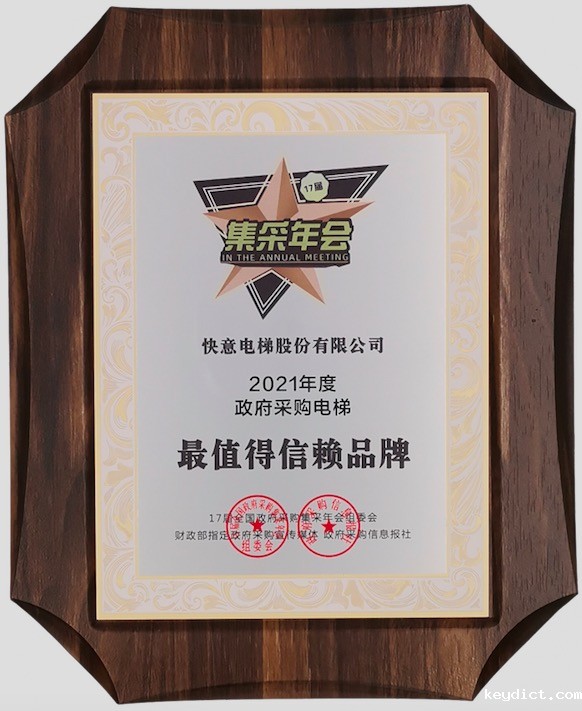 17届
集采年会
IN THE ANNUAL MEETING
快意电梯股份有限公司
2021年度
政府采购电梯
最值得信赖品牌
17届全国政府采购集采年会组委会
财政部指定政府采购宣传媒体 政府采购信息报社
组委会
keydict.com